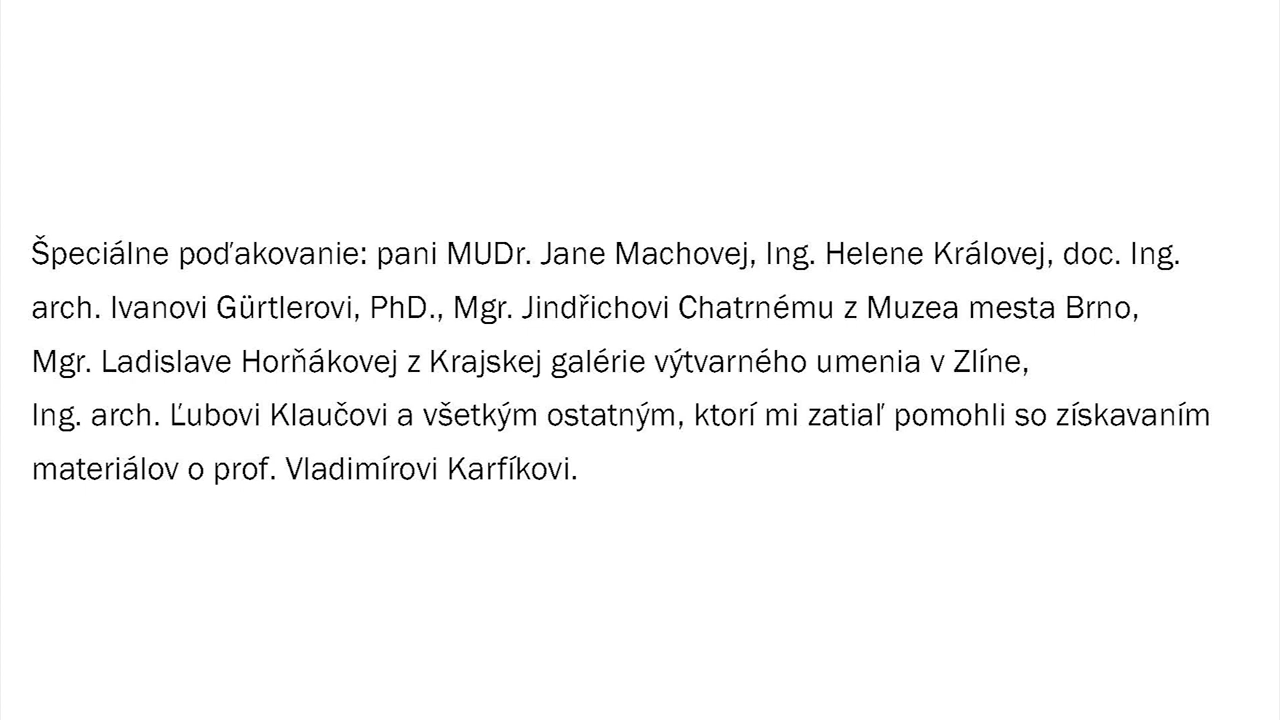 Špeciálne poďakovanie: pani MUDr. Jane Machovej, Ing. Helene Královej, doc. Ing.
arch. Ivanovi Gürtlerovi, PhD., Mgr. Jindřichovi Chatrnému z Muzea mesta Brno,
Mgr. Ladislave Horňákovej z Krajskej galérie výtvarného umenia v Zlíne,
Ing. arch. Ľubovi Klaučovi a všetkým ostatným, ktorí mi zatiaľ pomohli so získavaním
materiálov o prof. Vladimírovi Karfíkovi.